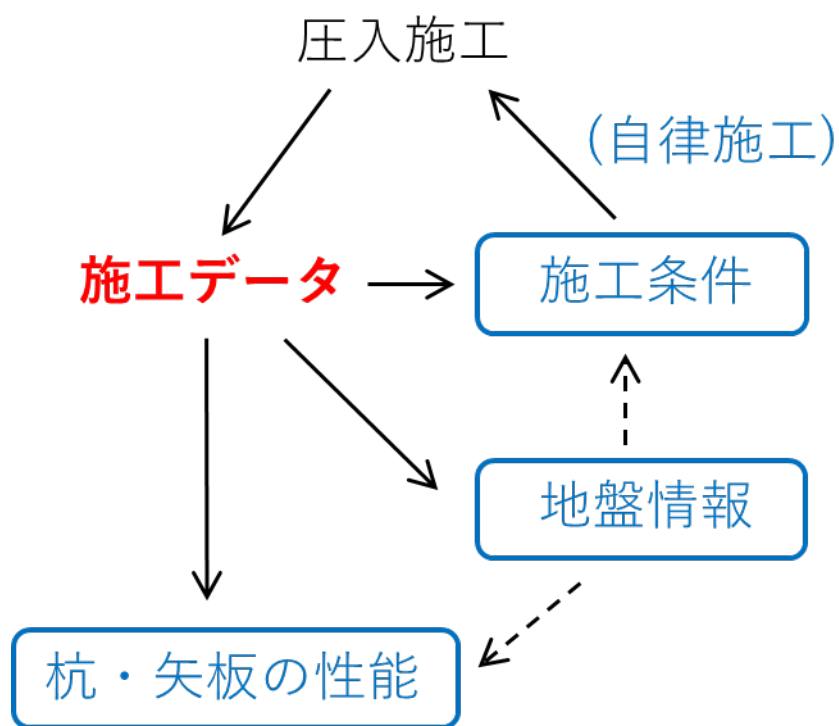 圧入施工
(自律施工)
施工データ
施工条件
地盤情報
杭・矢板の性能